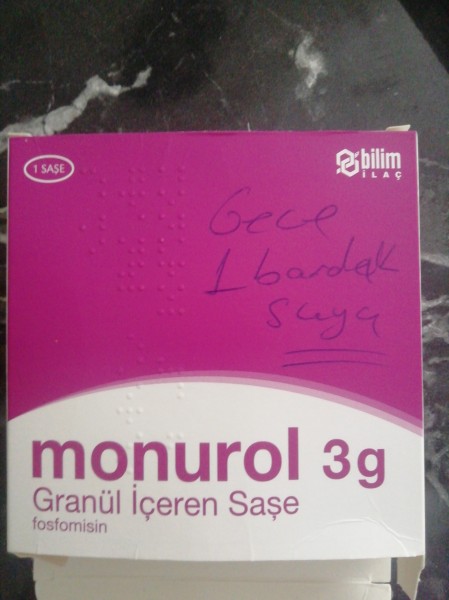 1 SAŞE
bilim
İLAÇ
Gece
1 bardak
suya
monurol 3g
Granül İçeren Saşe
fosfomisin